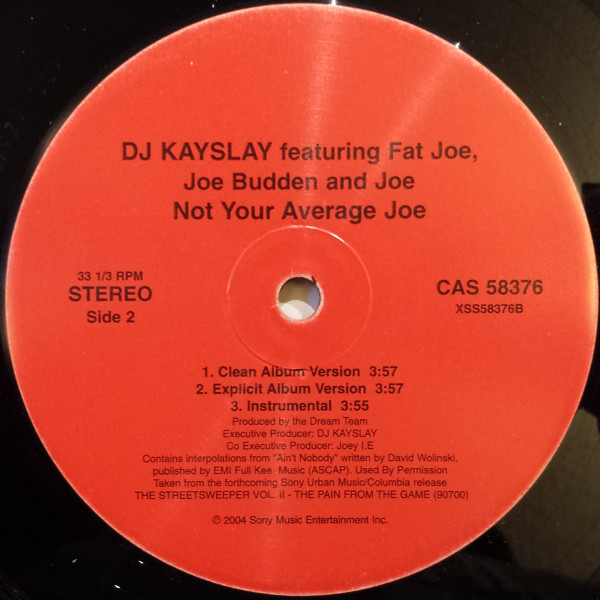 DJ KAYSLAY featuring Fat Joe,
Joe Budden and Joe
Not Your Average Joe
33 1/3 RPM
STEREO
Side 2
CAS 58376
XSS58376B
1. Clean Album Version 3:57
2. Explicit Album Version 3:57
3. Instrumental 3:55
Produced by the Dream Team
Executive Producer: DJ KAYSLAY
Co Executive Producer: Joey I.E
Contains interpolations from "Ain't Nobody" written by David Wolinski,
published by EMI Full Kee Music (ASCAP). Used By Permission
Taken from the forthcoming Sony Urban Music/Columbia release
THE STREETSWEEPER VOL. II - THE PAIN FROM THE GAME (90700)
℗ 2004 Sony Music Entertainment Inc.